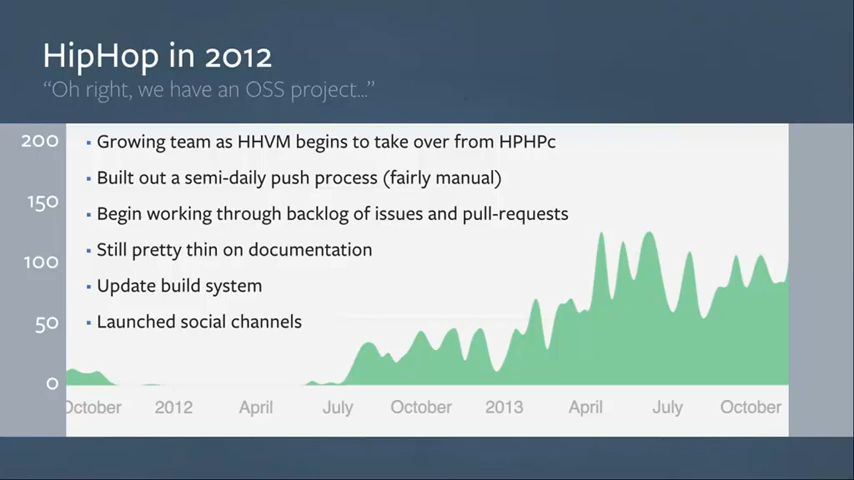 HipHop in 2012
“Oh right, we have an OSS project...”
200
▪ Growing team as HHVM begins to take over from HPHPc
▪ Built out a semi-daily push process (fairly manual)
150
▪ Begin working through backlog of issues and pull-requests
▪ Still pretty thin on documentation
100
▪ Update build system
50
▪ Launched social channels
0
October 2012 April July October 2013 April July October